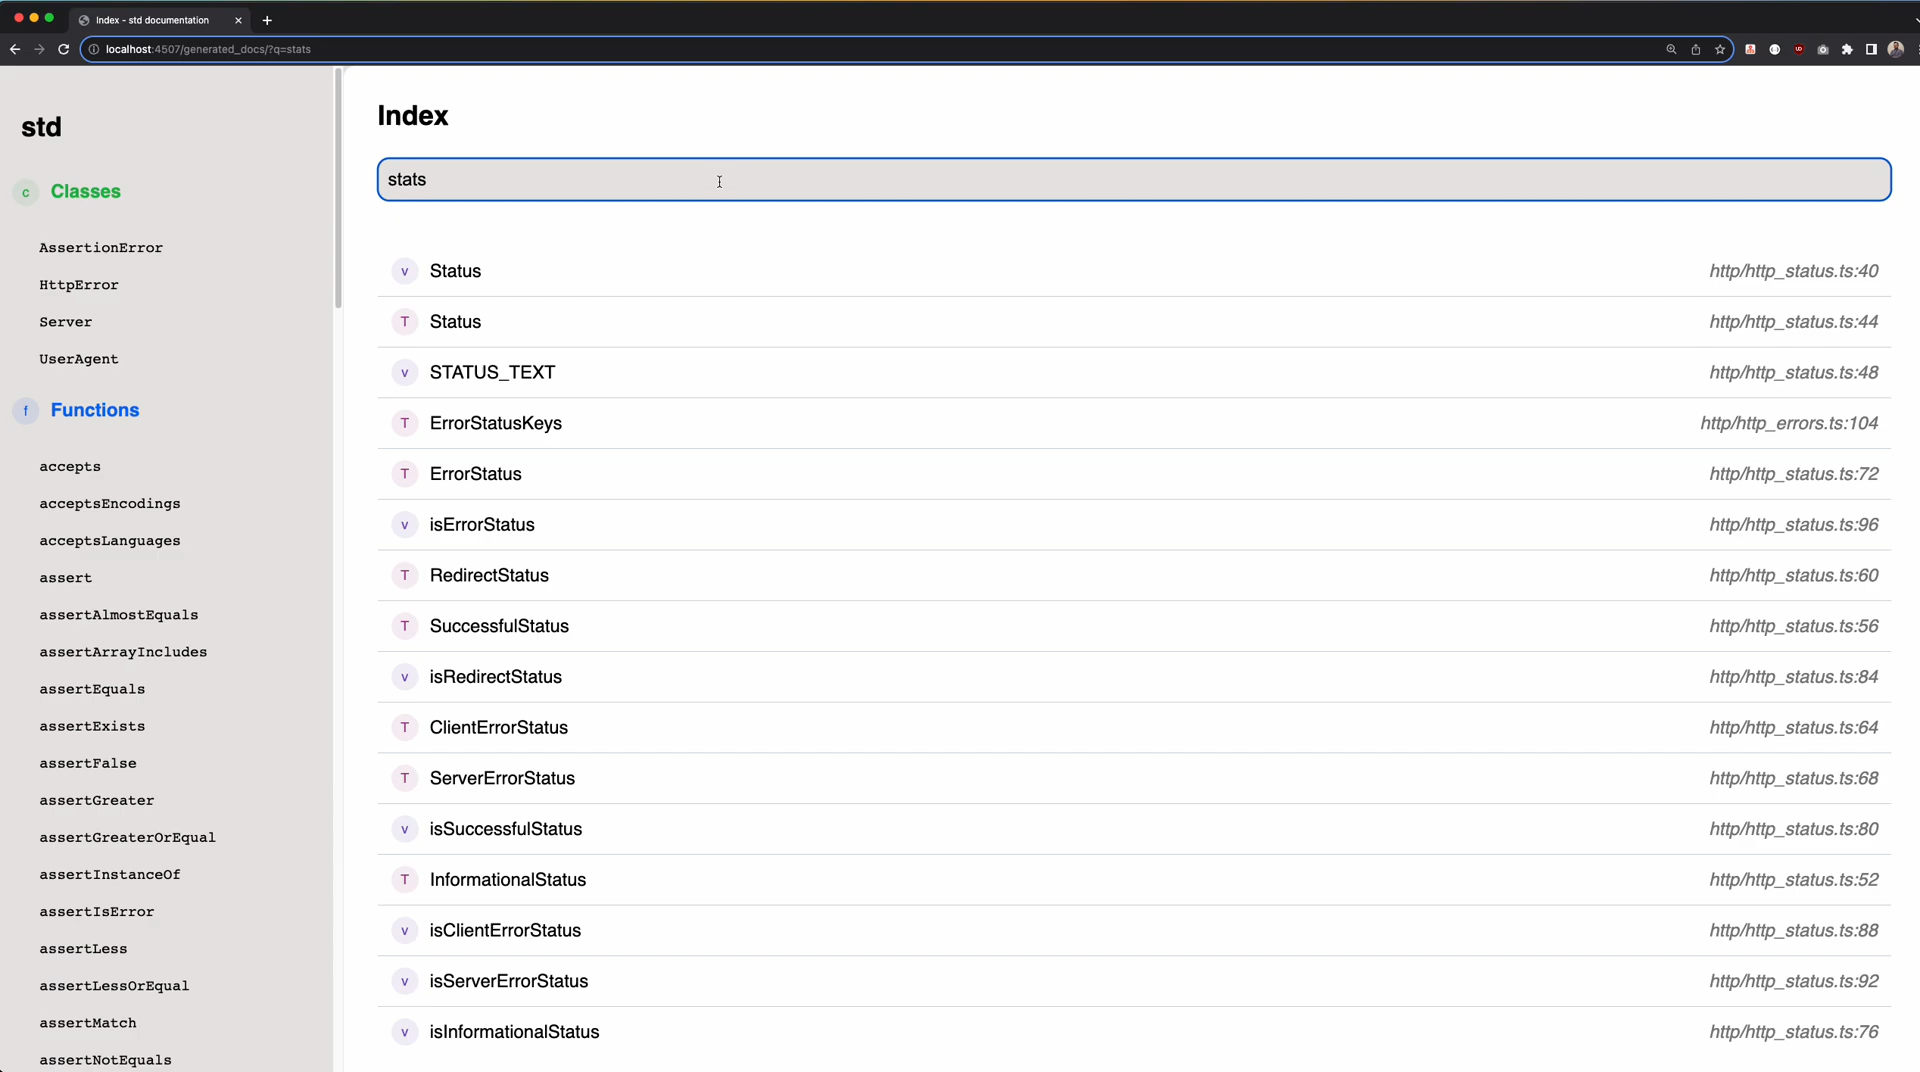 Index - std documentation
localhost:4507/generated_docs/?q=stats
std
c Classes
AssertionError
HttpError
Server
UserAgent
f Functions
accepts
acceptsEncodings
acceptsLanguages
assert
assertAlmostEquals
assertArrayIncludes
assertEquals
assertExists
assertFalse
assertGreater
assertGreaterOrEqual
assertInstanceOf
assertIsError
assertLess
assertLessOrEqual
assertMatch
assertNotEquals
Index
stats
v Status http/http_status.ts:40
T Status http/http_status.ts:44
v STATUS_TEXT http/http_status.ts:48
T ErrorStatusKeys http/http_errors.ts:104
T ErrorStatus http/http_status.ts:72
v isErrorStatus http/http_status.ts:96
T RedirectStatus http/http_status.ts:60
T SuccessfulStatus http/http_status.ts:56
v isRedirectStatus http/http_status.ts:84
T ClientErrorStatus http/http_status.ts:64
T ServerErrorStatus http/http_status.ts:68
v isSuccessfulStatus http/http_status.ts:80
T InformationalStatus http/http_status.ts:52
v isClientErrorStatus http/http_status.ts:88
v isServerErrorStatus http/http_status.ts:92
v isInformationalStatus http/http_status.ts:76